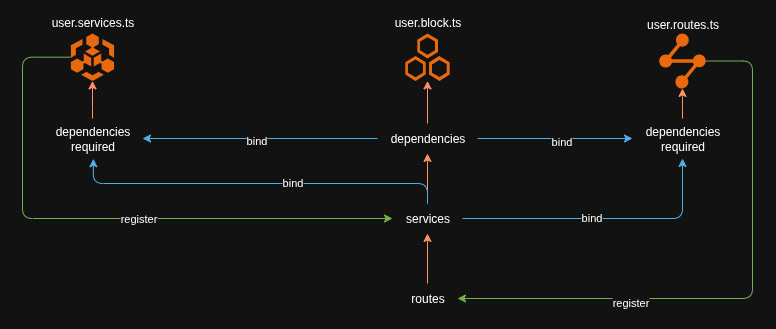 user.services.ts
user.block.ts
user.routes.ts
dependencies
required
bind
dependencies
bind
dependencies
required
bind
register
services
bind
routes
register